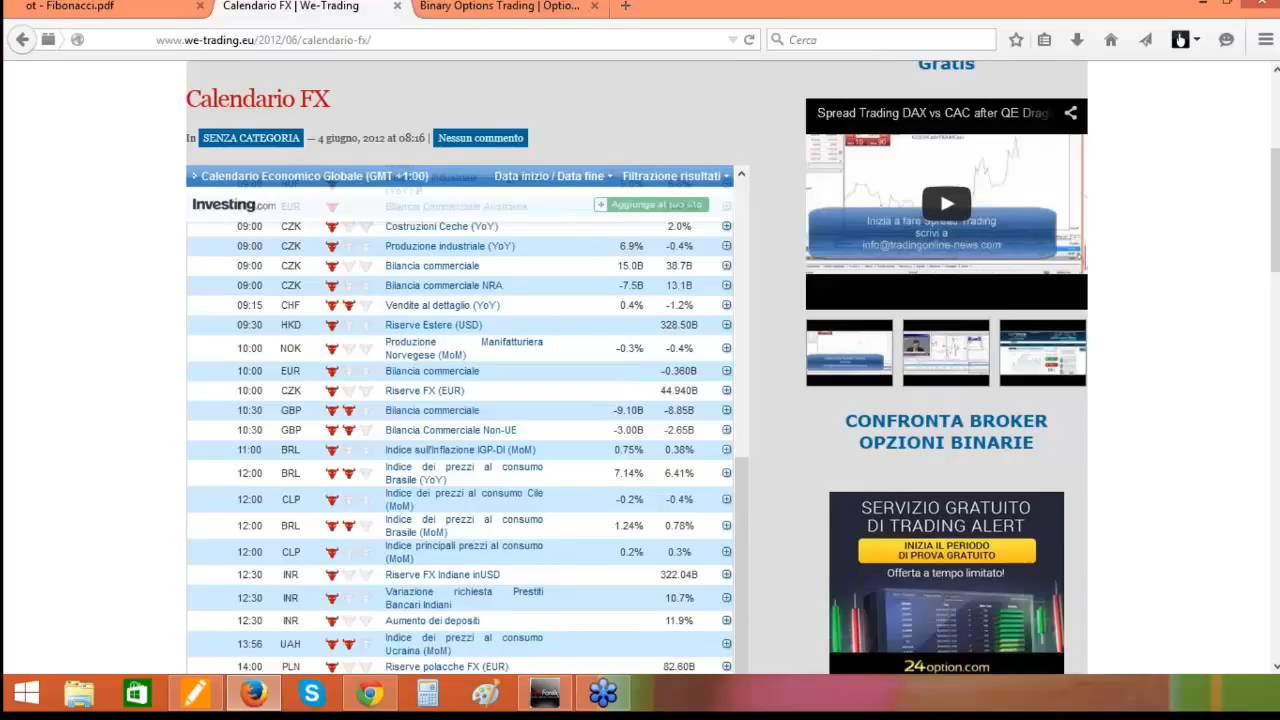 ot - Fibonacci.pdf
Calendario FX | We-Trading
Binary Options Trading | Optio...
www.we-trading.eu/2012/06/calendario-fx/
Cerca
Gratis
Calendario FX
In SENZA CATEGORIA — 4 giugno, 2012 at 08:16 | Nessun commento
Calendario Economico Globale (GMT +1:00) Data inizio / Data fine Filtrazione risultati
Investing.com
Aggiungi al tuo sito
EUR Bilancia Commerciale Austriaca
09:00 CZK Costruzioni Ceche (YoY) 2.0%
09:00 CZK Produzione industriale (YoY) 6.9% -0.4%
09:00 CZK Bilancia commerciale 15.0B 38.7B
09:00 CZK Bilancia commerciale NRA -7.5B 13.1B
09:15 CHF Vendite al dettaglio (YoY) 0.4% -1.2%
09:30 HKD Riserve Estere (USD) 328.50B
10:00 NOK Produzione Manifatturiera Norvegese (MoM) -0.3% -0.4%
10:00 EUR Bilancia commerciale -0.360B
10:00 CZK Riserve FX (EUR) 44.940B
10:30 GBP Bilancia commerciale -9.10B -8.85B
10:30 GBP Bilancia Commerciale Non-UE -3.00B -2.65B
11:00 BRL Indice sull'inflazione IGP-DI (MoM) 0.75% 0.38%
12:00 BRL Indice dei prezzi al consumo Brasile (YoY) 7.14% 6.41%
12:00 CLP Indice dei prezzi al consumo Cile (MoM) -0.2% -0.4%
12:00 BRL Indice dei prezzi al consumo Brasile (MoM) 1.24% 0.78%
12:00 CLP Indice principali prezzi al consumo (MoM) 0.2% 0.3%
12:30 INR Riserve FX Indiane inUSD 322.04B
12:30 INR Variazione richiesta Prestiti Bancari Indiani 10.7%
12:30 INR Aumento dei depositi 11.9%
13:56 UAH Indice dei prezzi al consumo Ucraina (MoM)
14:00 PLN Riserve polacche FX (EUR) 82.60B
Spread Trading DAX vs CAC after QE Drag
Inizia a fare Spread Trading
scrivi a
info@tradingonline-news.com
CONFRONTA BROKER
OPZIONI BINARIE
SERVIZIO GRATUITO
DI TRADING ALERT
INIZIA IL PERIODO
DI PROVA GRATUITO
Offerta a tempo limitato!
24option.com